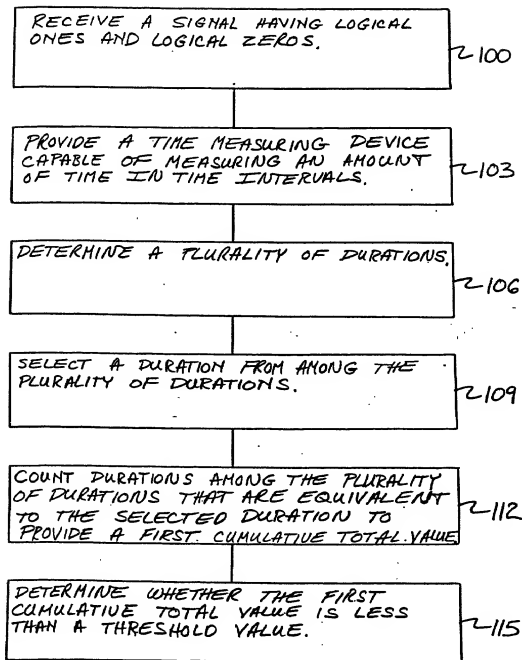 RECEIVE A SIGNAL HAVING LOGICAL
ONES AND LOGICAL ZEROS.
100
PROVIDE A TIME MEASURING DEVICE
CAPABLE OF MEASURING AN AMOUNT
OF TIME IN TIME INTERVALS.
103
DETERMINE A PLURALITY OF DURATIONS.
106
SELECT A DURATION FROM AMONG THE
PLURALITY OF DURATIONS.
109
COUNT DURATIONS AMONG THE PLURALITY
OF DURATIONS THAT ARE EQUIVALENT
TO THE SELECTED DURATION TO
PROVIDE A FIRST CUMULATIVE TOTAL VALUE
112
DETERMINE WHETHER THE FIRST
CUMULATIVE TOTAL VALUE IS LESS
THAN A THRESHOLD VALUE.
115